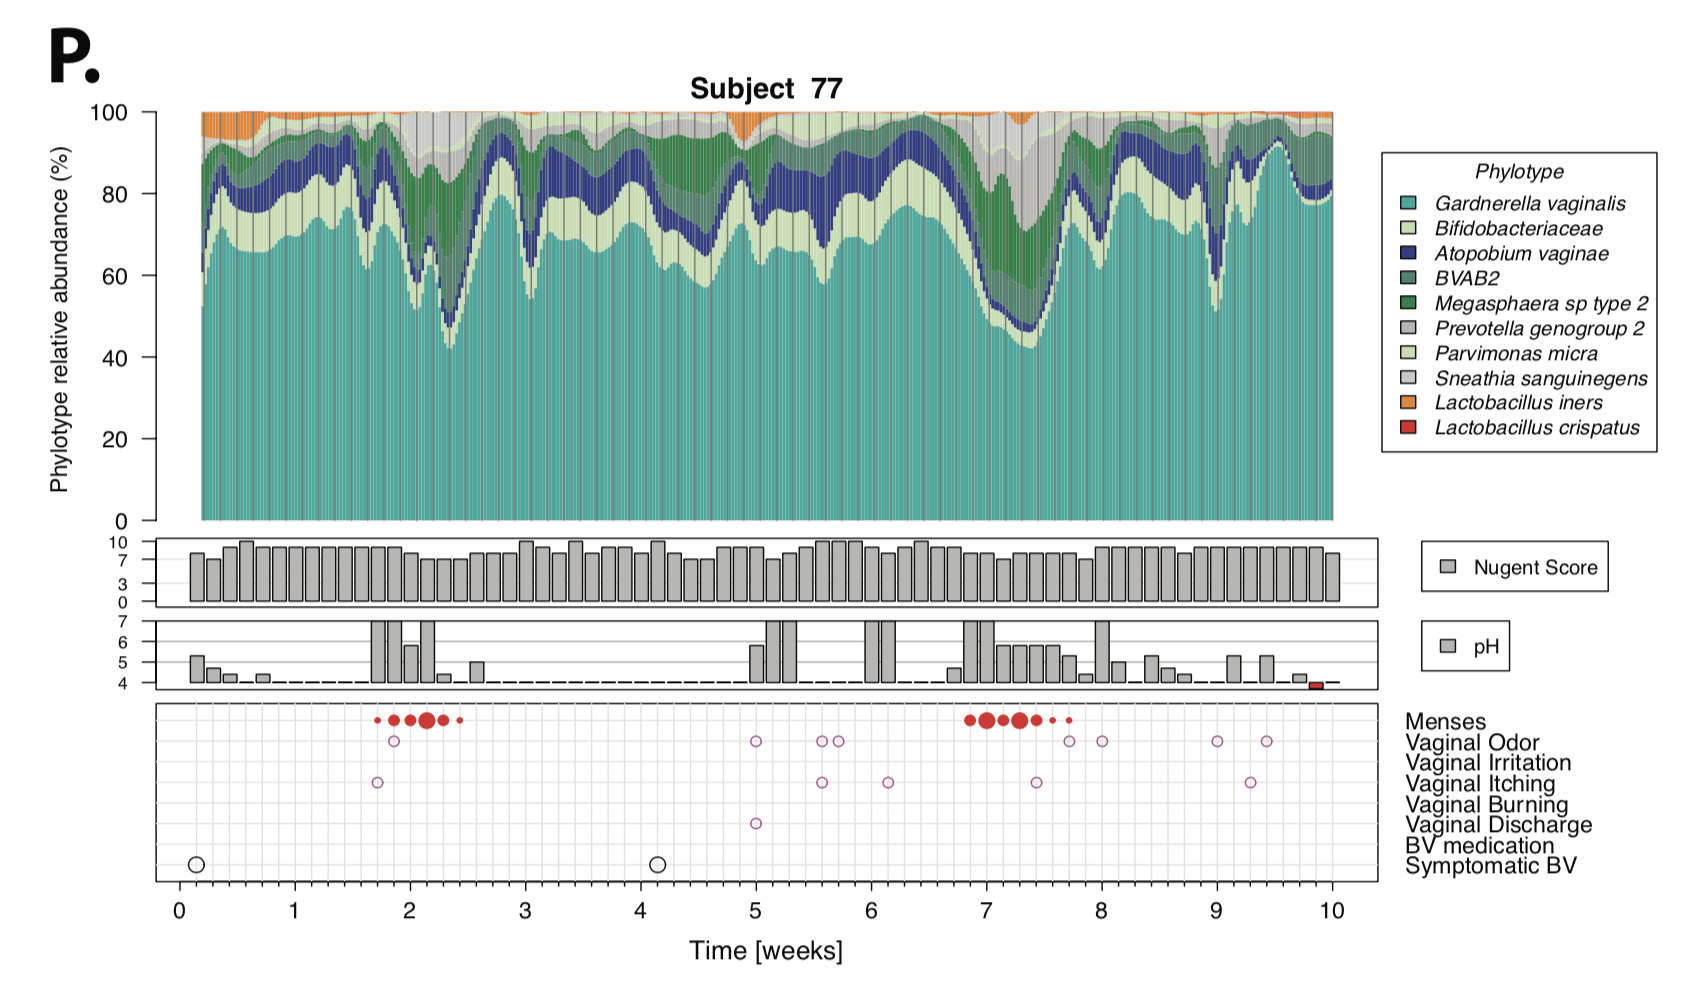 P.
Subject 77
Phylotype relative abundance (%)
100
80
60
40
20
0
Phylotype
Gardnerella vaginalis
Bifidobacteriaceae
Atopobium vaginae
BVAB2
Megasphaera sp type 2
Prevotella genogroup 2
Parvimonas micra
Sneathia sanguinegens
Lactobacillus iners
Lactobacillus crispatus
10
7
3
0
Nugent Score
7
6
5
4
pH
Menses
Vaginal Odor
Vaginal Irritation
Vaginal Itching
Vaginal Burning
Vaginal Discharge
BV medication
Symptomatic BV
0 1 2 3 4 5 6 7 8 9 10
Time [weeks]